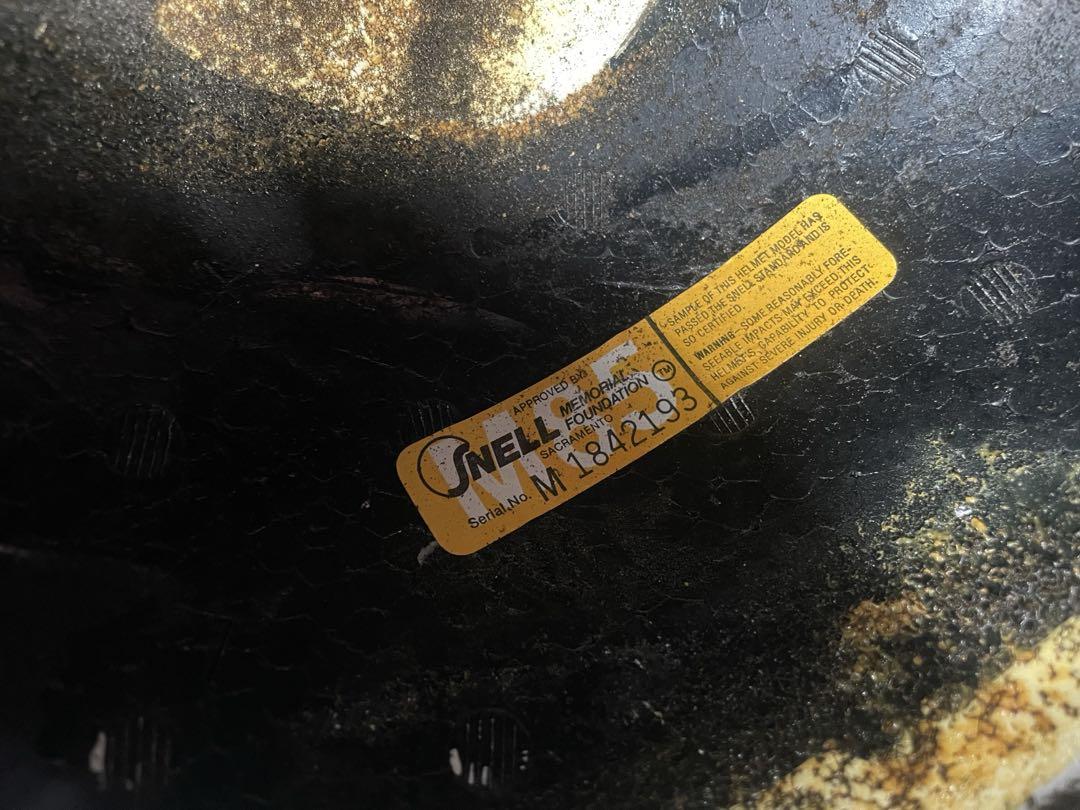 M85
APPROVED BY
SNELL MEMORIAL
FOUNDATION TM
SACRAMENTO
Serial No. M 1842193
SAMPLE OF THIS HELMET MODEL HAS
PASSED THE SNELL STANDARD AND IS
SO CERTIFIED.
WARNING - SOME REASONABLY FORE-
SEEABLE IMPACTS MAY EXCEED THIS
HELMET'S CAPABILITY TO PROTECT
AGAINST SEVERE INJURY OR DEATH.